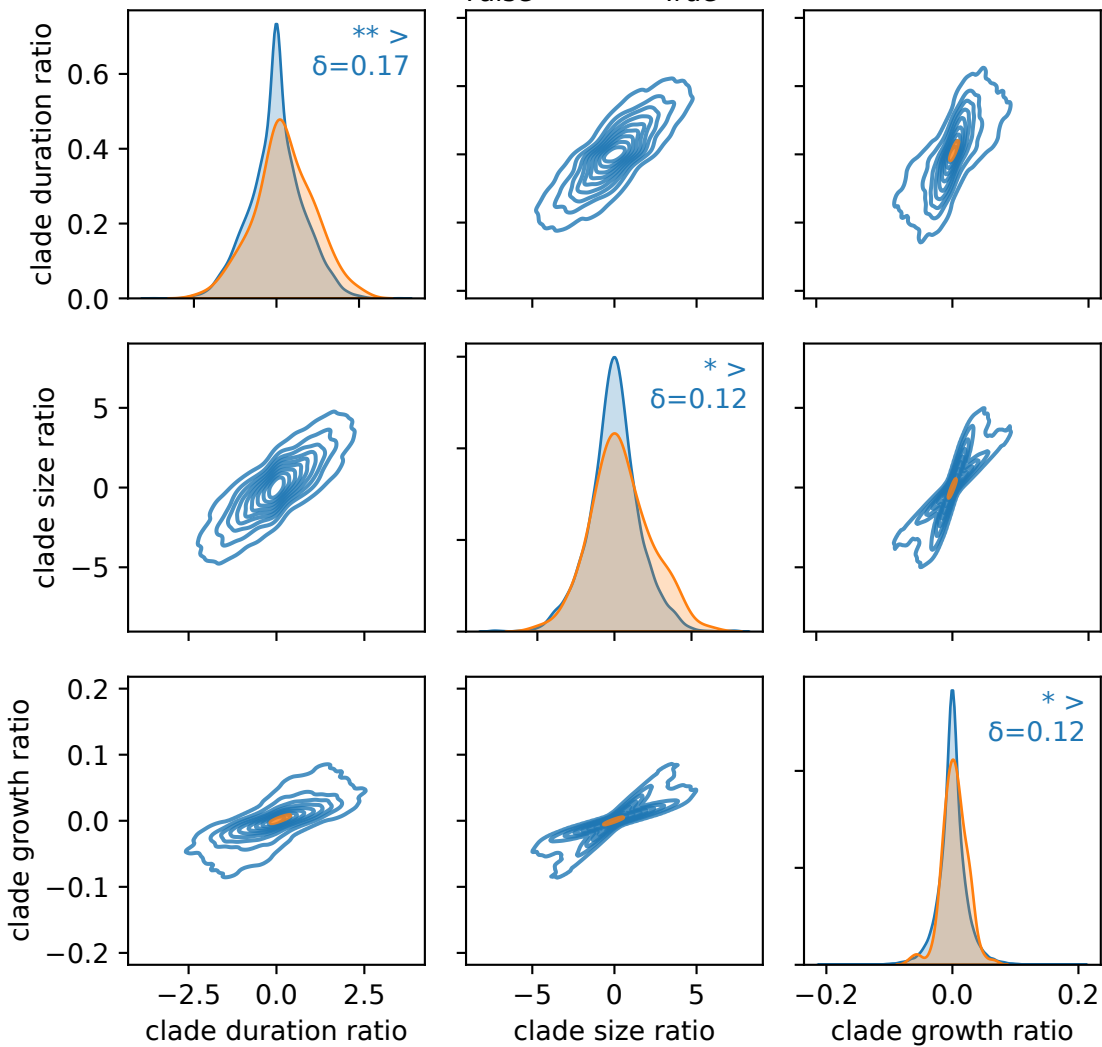 ** >
δ=0.17
clade duration ratio
0.6
0.4
0.2
0.0
* >
δ=0.12
clade size ratio
5
0
−5
* >
δ=0.12
clade growth ratio
0.2
0.1
0.0
−0.1
−0.2
−2.5 0.0 2.5
−5 0 5
−0.2 0.0 0.2
clade duration ratio
clade size ratio
clade growth ratio